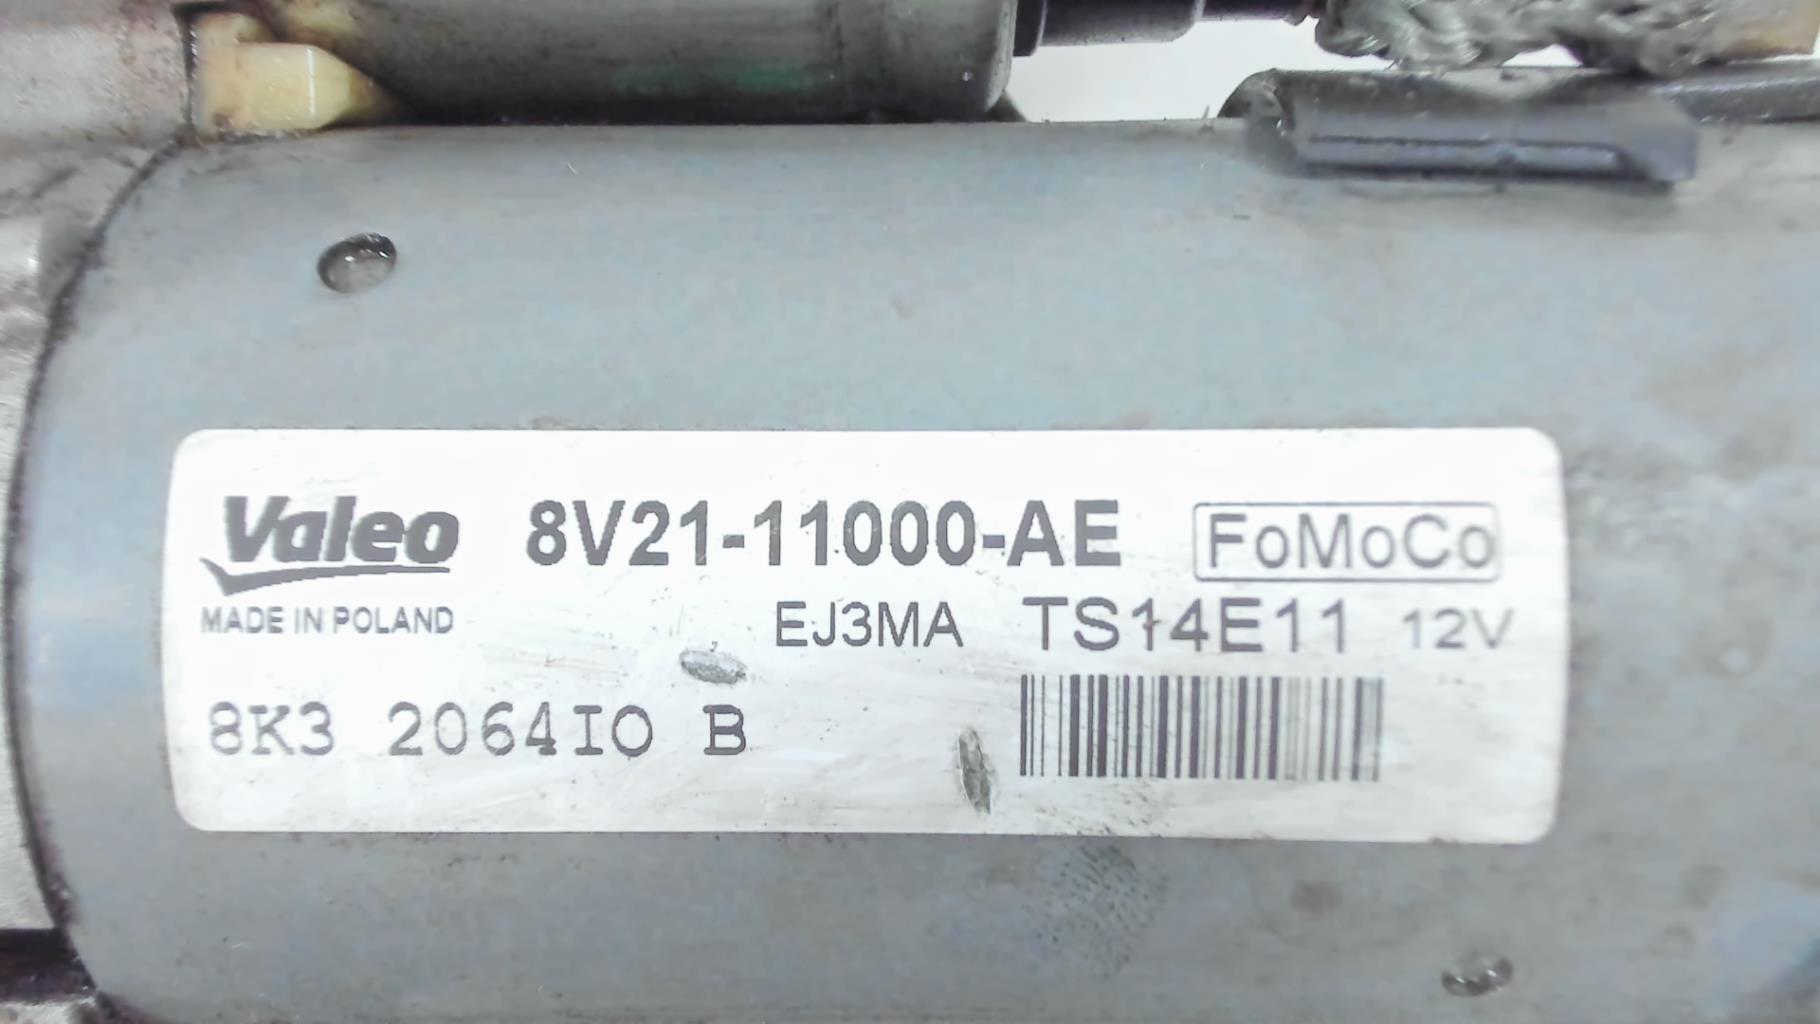 Valeo 8V21-11000-AE FoMoCo
MADE IN POLAND EJ3MA TS14E11 12V
8K3 2064IO B